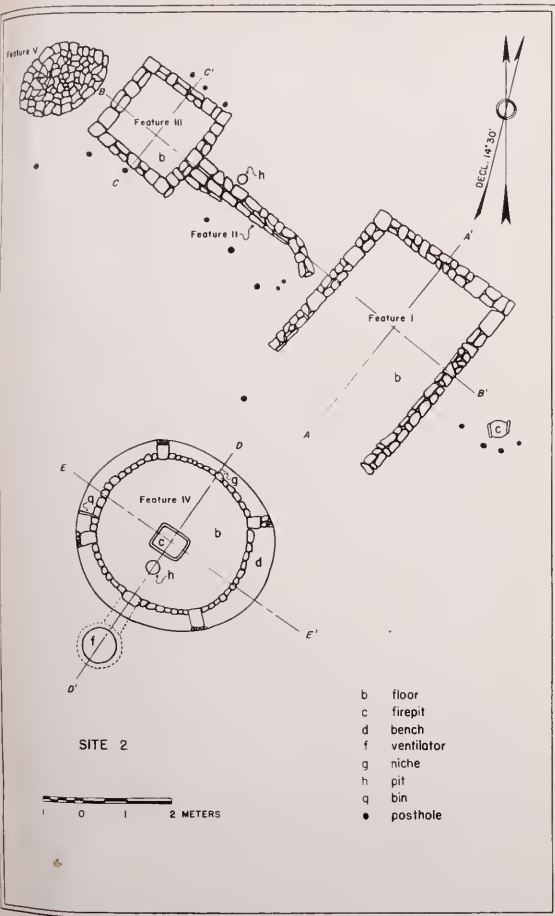 Feature V
B
C'
Feature III
b
h
C
Feature II
DECL. 14°30'
A'
Feature I
b
B'
c
A
D
E
g
q
Feature IV
b
c
d
h
f
E'
D'
b floor
c firepit
d bench
f ventilator
g niche
h pit
q bin
● posthole
SITE 2
1 0 1 2 METERS